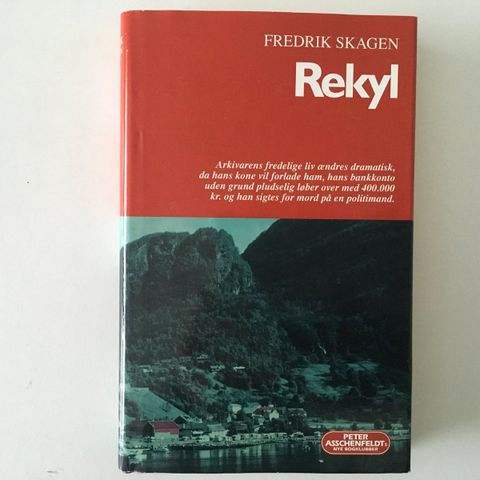 FREDRIK SKAGEN
Rekyl
Arkivarens fredelige liv ændres dramatisk,
da hans kone vil forlade ham, hans bankkonto
uden grund pludselig løber over med 400.000
kr. og han sigtes for mord på en politimand.
PETER
ASSCHENFELDTs
NYE BOGKLUBBER